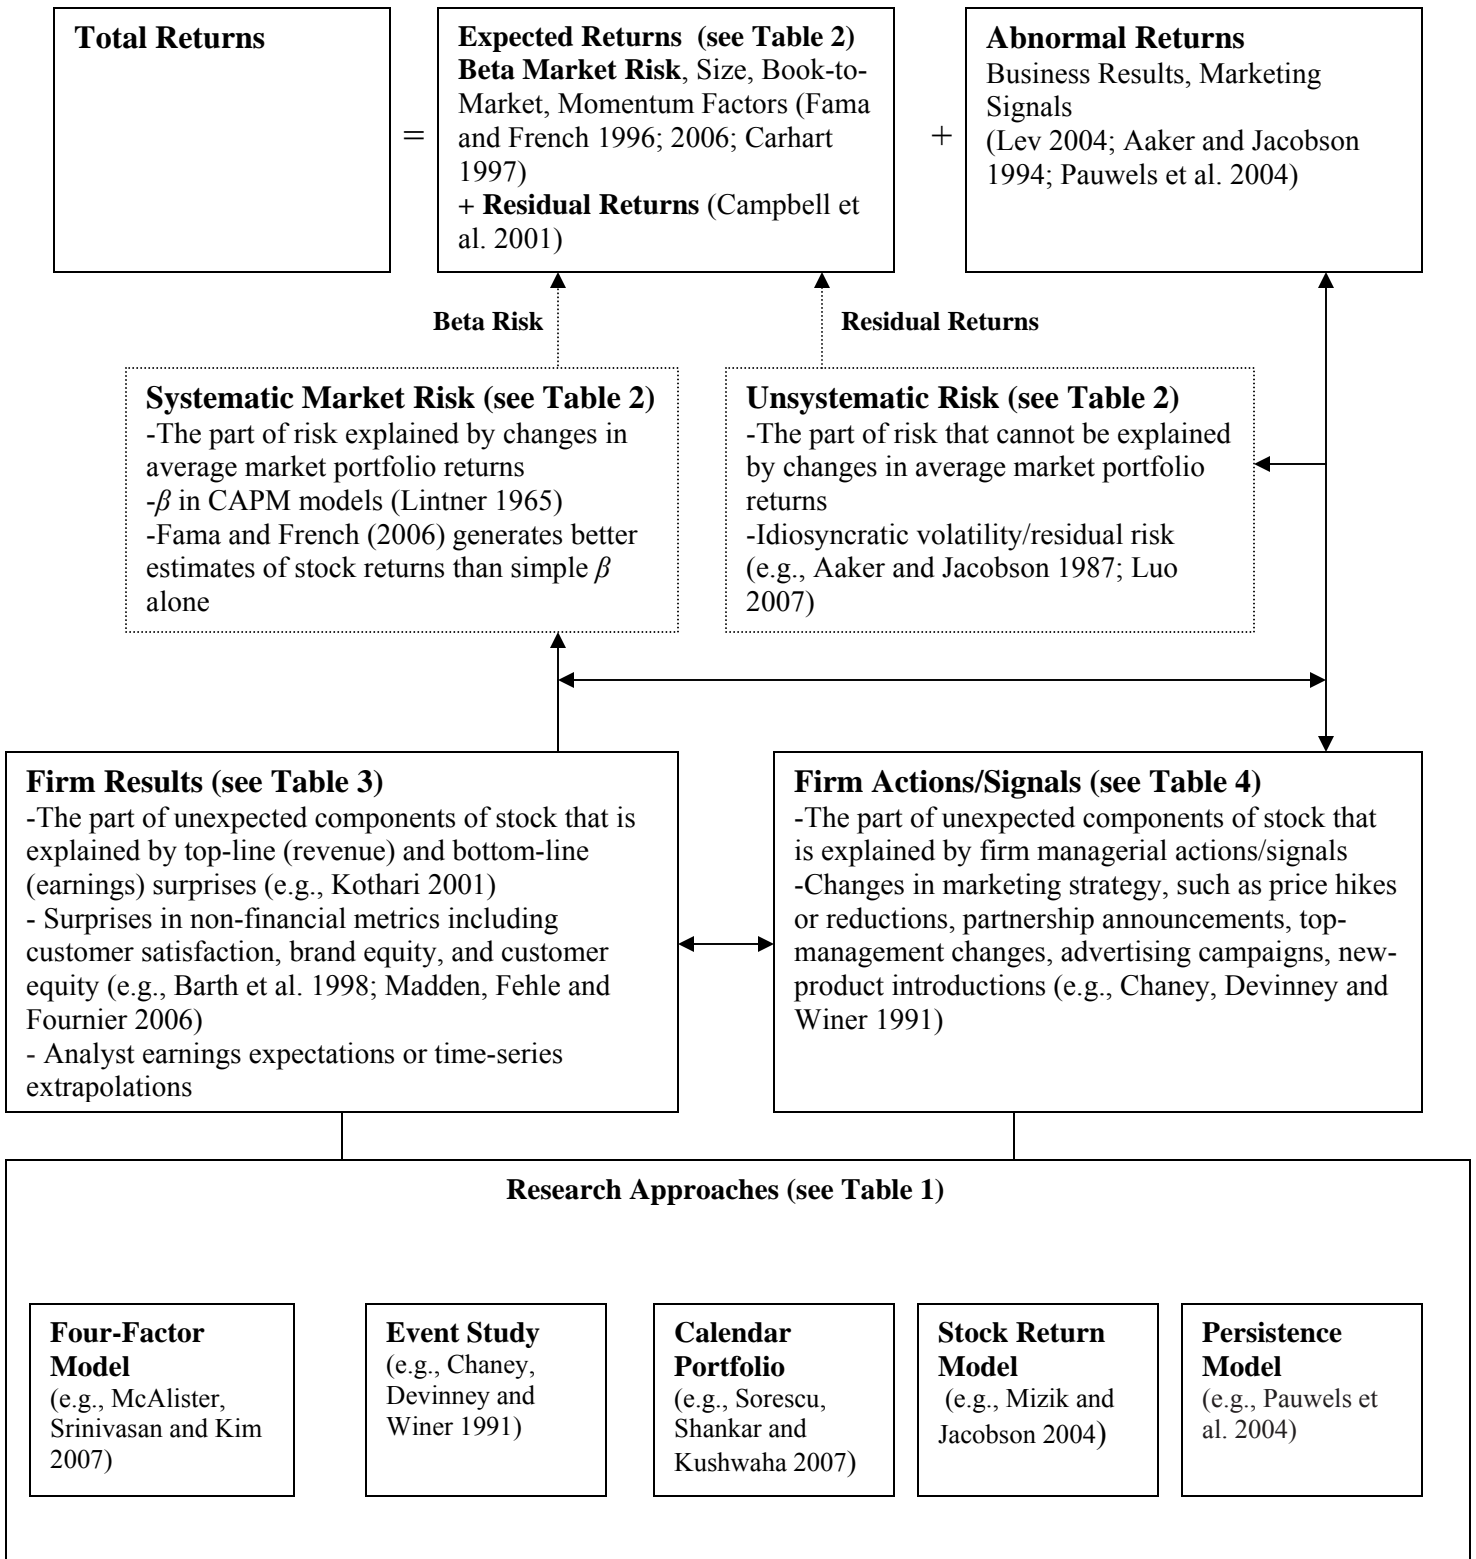 Total Returns
=
Expected Returns (see Table 2)
Beta Market Risk, Size, Book-to-
Market, Momentum Factors (Fama
and French 1996; 2006; Carhart
1997)
+ Residual Returns (Campbell et
al. 2001)
+
Abnormal Returns
Business Results, Marketing
Signals
(Lev 2004; Aaker and Jacobson
1994; Pauwels et al. 2004)
Beta Risk
Residual Returns
Systematic Market Risk (see Table 2)
-The part of risk explained by changes in
average market portfolio returns
-β in CAPM models (Lintner 1965)
-Fama and French (2006) generates better
estimates of stock returns than simple β
alone
Unsystematic Risk (see Table 2)
-The part of risk that cannot be explained
by changes in average market portfolio
returns
-Idiosyncratic volatility/residual risk
(e.g., Aaker and Jacobson 1987; Luo
2007)
Firm Results (see Table 3)
-The part of unexpected components of stock that is
explained by top-line (revenue) and bottom-line
(earnings) surprises (e.g., Kothari 2001)
- Surprises in non-financial metrics including
customer satisfaction, brand equity, and customer
equity (e.g., Barth et al. 1998; Madden, Fehle and
Fournier 2006)
- Analyst earnings expectations or time-series
extrapolations
Firm Actions/Signals (see Table 4)
-The part of unexpected components of stock that
is explained by firm managerial actions/signals
-Changes in marketing strategy, such as price hikes
or reductions, partnership announcements, top-
management changes, advertising campaigns, new-
product introductions (e.g., Chaney, Devinney and
Winer 1991)
Research Approaches (see Table 1)
Four-Factor
Model
(e.g., McAlister,
Srinivasan and Kim
2007)
Event Study
(e.g., Chaney,
Devinney and
Winer 1991)
Calendar
Portfolio
(e.g., Sorescu,
Shankar and
Kushwaha 2007)
Stock Return
Model
(e.g., Mizik and
Jacobson 2004)
Persistence
Model
(e.g., Pauwels et
al. 2004)